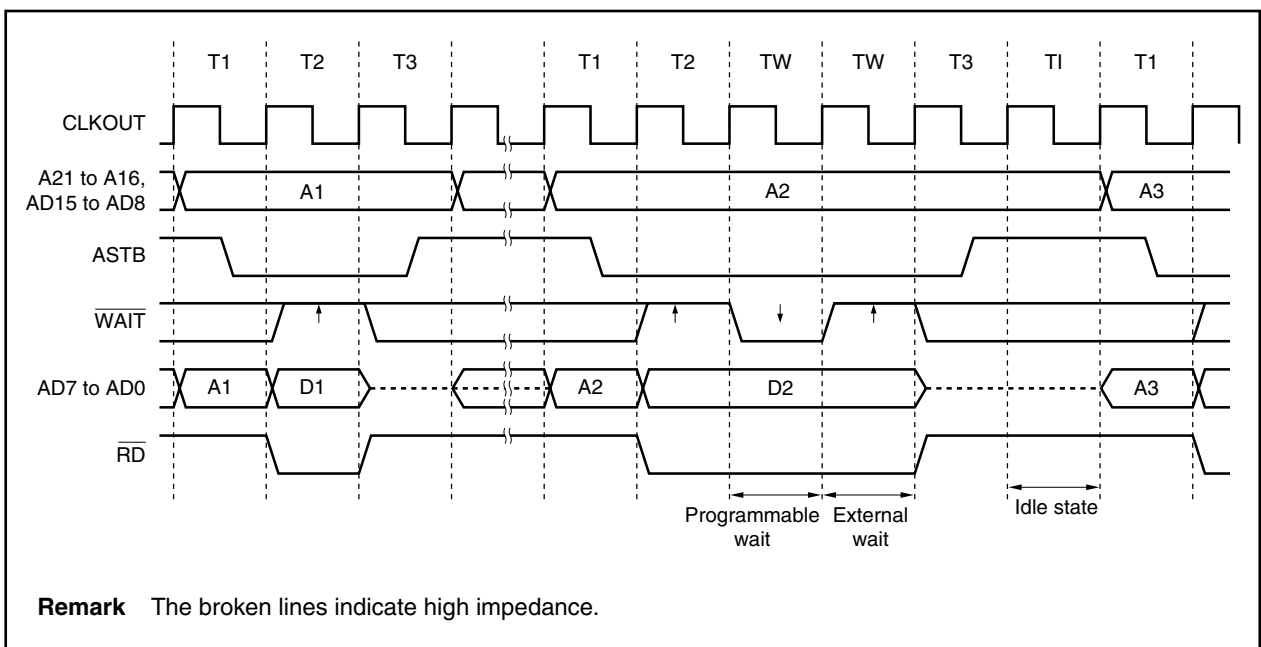 T1 T2 T3 T1 T2 TW TW T3 TI T1
CLKOUT
A21 to A16,
AD15 to AD8
A1 A2 A3
ASTB
WAIT
AD7 to AD0
A1 D1 A2 D2 A3
RD
Programmable
wait
External
wait
Idle state
Remark The broken lines indicate high impedance.